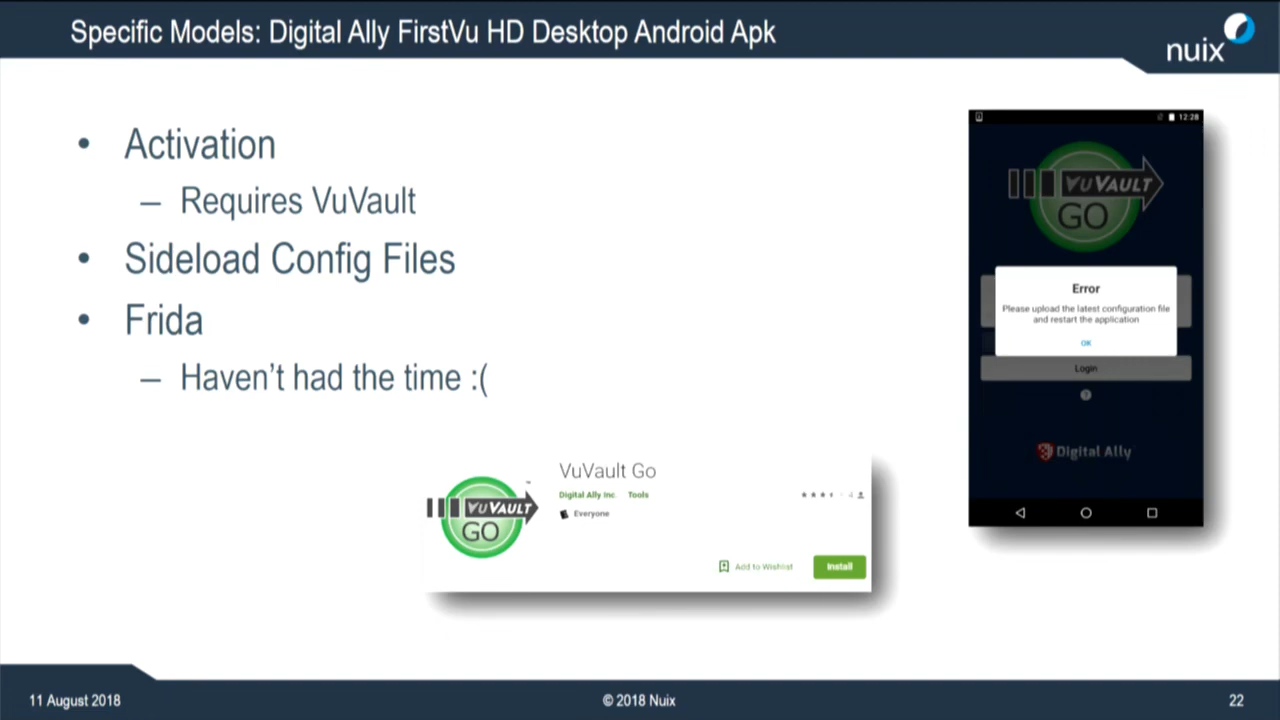 Specific Models: Digital Ally FirstVu HD Desktop Android Apk
nuix
• Activation
– Requires VuVault
• Sideload Config Files
• Frida
– Haven't had the time :(
12:28
VUVAULT
GO
Error
Please upload the latest configuration file
and restart the application
OK
Login
Digital Ally
VUVAULT
GO
VuVault Go
Digital Ally Inc. Tools
Everyone
Add to Wishlist
Install
11 August 2018
© 2018 Nuix
22